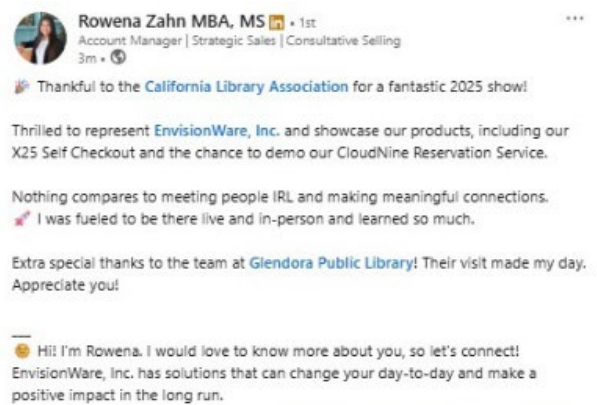 Rowena Zahn MBA, MS in • 1st
Account Manager | Strategic Sales | Consultative Selling
3m •
Thankful to the California Library Association for a fantastic 2025 show!
Thrilled to represent EnvisionWare, Inc. and showcase our products, including our
X25 Self Checkout and the chance to demo our CloudNine Reservation Service.
Nothing compares to meeting people IRL and making meaningful connections.
I was fueled to be there live and in-person and learned so much.
Extra special thanks to the team at Glendora Public Library! Their visit made my day.
Appreciate you!
__
Hi! I'm Rowena. I would love to know more about you, so let's connect!
EnvisionWare, Inc. has solutions that can change your day-to-day and make a
positive impact in the long run.